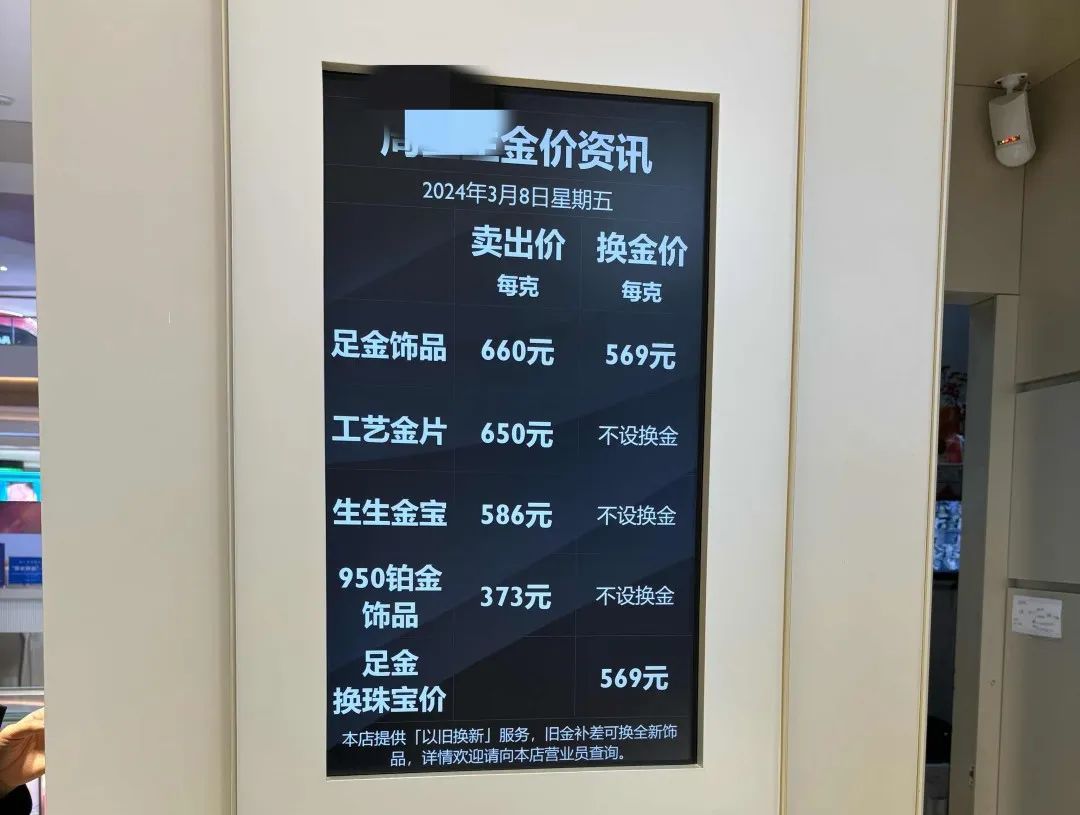 金价资讯
2024年3月8日星期五
卖出价 换金价
每克 每克
足金饰品 660元 569元
工艺金片 650元 不设换金
生生金宝 586元 不设换金
950铂金
饰品 373元 不设换金
足金
换珠宝价 569元
本店提供「以旧换新」服务，旧金补差可换全新饰
品，详情欢迎请向本店营业员查询。